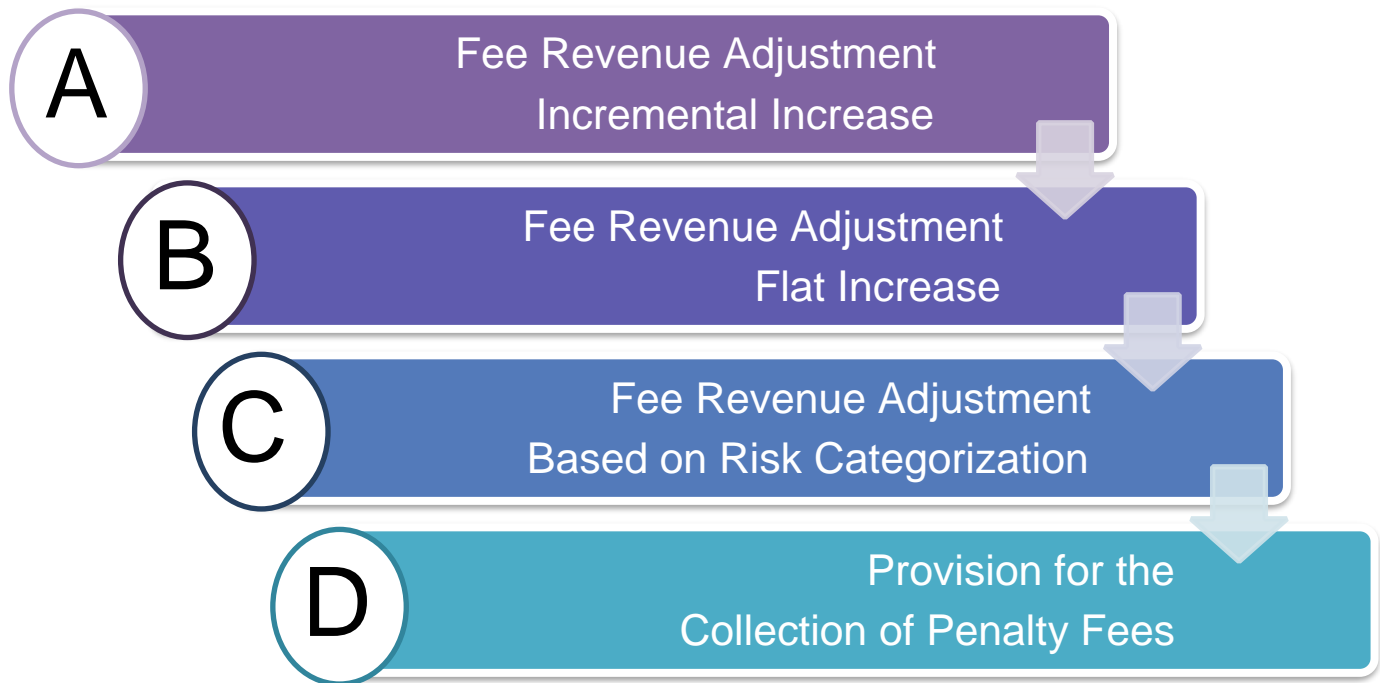 A
Fee Revenue Adjustment
Incremental Increase
B
Fee Revenue Adjustment
Flat Increase
C
Fee Revenue Adjustment
Based on Risk Categorization
D
Provision for the
Collection of Penalty Fees